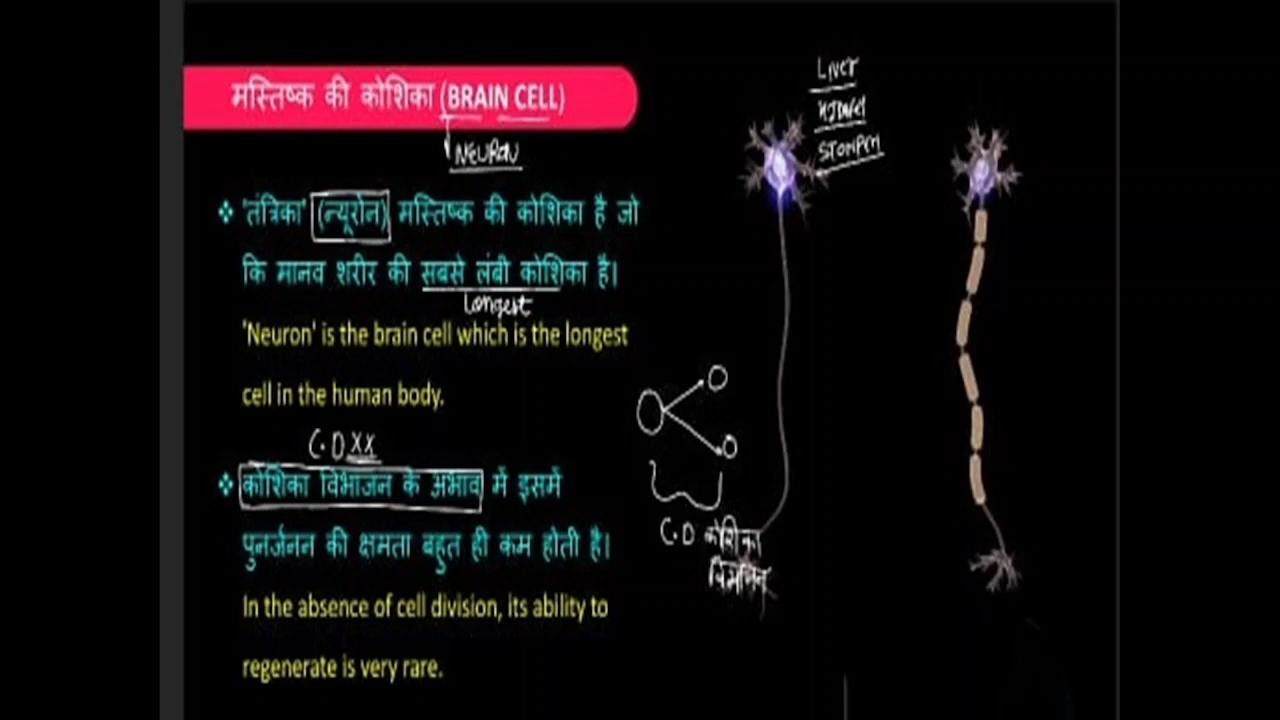 मस्तिष्क की कोशिका (BRAIN CELL)
NEURON
❖ 'तंत्रिका' (न्यूरोन) मस्तिष्क की कोशिका है जो
कि मानव शरीर की सबसे लंबी कोशिका है।
Longest
'Neuron' is the brain cell which is the longest
cell in the human body.
C.D XX
❖ कोशिका विभाजन के अभाव में इसमें
पुनर्जनन की क्षमता बहुत ही कम होती है।
In the absence of cell division, its ability to
regenerate is very rare.
Liver
C.D कोशिका
विभाजन